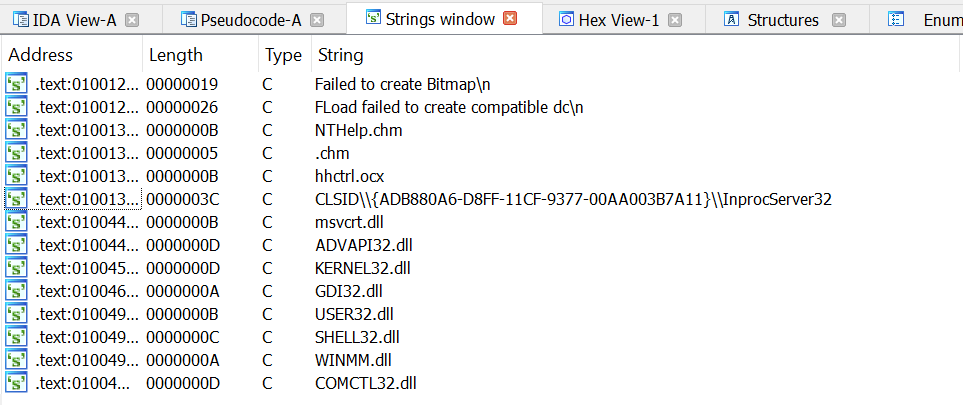 IDA View-A Pseudocode-A Strings window Hex View-1 Structures Enum
Address Length Type String
's' .text:010012... 00000019 C Failed to create Bitmap\n
's' .text:010012... 00000026 C FLoad failed to create compatible dc\n
's' .text:010013... 0000000B C NTHelp.chm
's' .text:010013... 00000005 C .chm
's' .text:010013... 0000000B C hhctrl.ocx
's' .text:010013... 0000003C C CLSID\\{ADB880A6-D8FF-11CF-9377-00AA003B7A11}\\InprocServer32
's' .text:010044... 0000000B C msvcrt.dll
's' .text:010044... 0000000D C ADVAPI32.dll
's' .text:010045... 0000000D C KERNEL32.dll
's' .text:010046... 0000000A C GDI32.dll
's' .text:010049... 0000000B C USER32.dll
's' .text:010049... 0000000C C SHELL32.dll
's' .text:010049... 0000000A C WINMM.dll
's' .text:01004... 0000000D C COMCTL32.dll